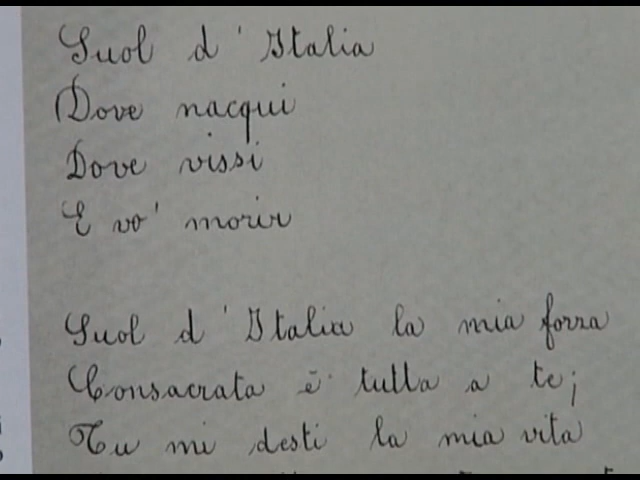 Suol d'Italia
Dove nacqui
Dove vissi
E vo' morir
Suol d'Italia la mia forza
Consacrata è tutta a te;
Tu mi desti la mia vita